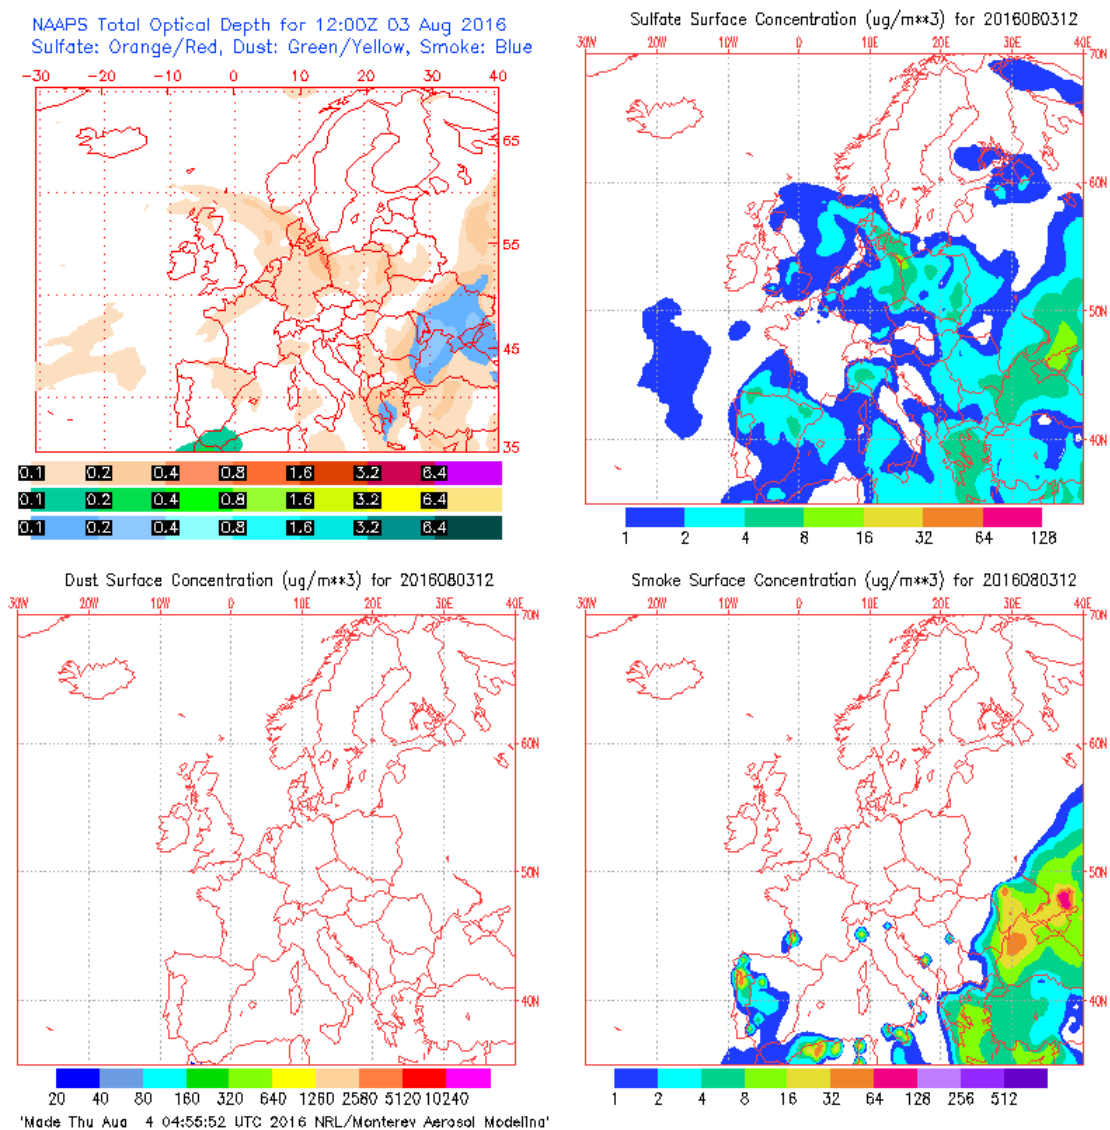 NAAPS Total Optical Depth for 12:00Z 03 Aug 2016
Sulfate: Orange/Red, Dust: Green/Yellow, Smoke: Blue
-30 -20 -10 0 10 20 30 40
65
55
45
35
0.1 0.2 0.4 0.8 1.6 3.2 6.4
0.1 0.2 0.4 0.8 1.6 3.2 6.4
0.1 0.2 0.4 0.8 1.6 3.2 6.4
Sulfate Surface Concentration (ug/m**3) for 2016080312
30W 20W 10W 0 10E 20E 30E 40E
70N
60N
50N
40N
1 2 4 8 16 32 64 128
Dust Surface Concentration (ug/m**3) for 2016080312
30W 20W 10W 0 10E 20E 30E 40E
70N
60N
50N
40N
20 40 80 160 320 640 1260 2580 5120 10240
'Made Thu Aug 4 04:55:52 UTC 2016 NRL/Monterey Aerosol Modeling'
Smoke Surface Concentration (ug/m**3) for 2016080312
30W 20W 10W 0 10E 20E 30E 40E
70N
60N
50N
40N
1 2 4 8 16 32 64 128 256 512